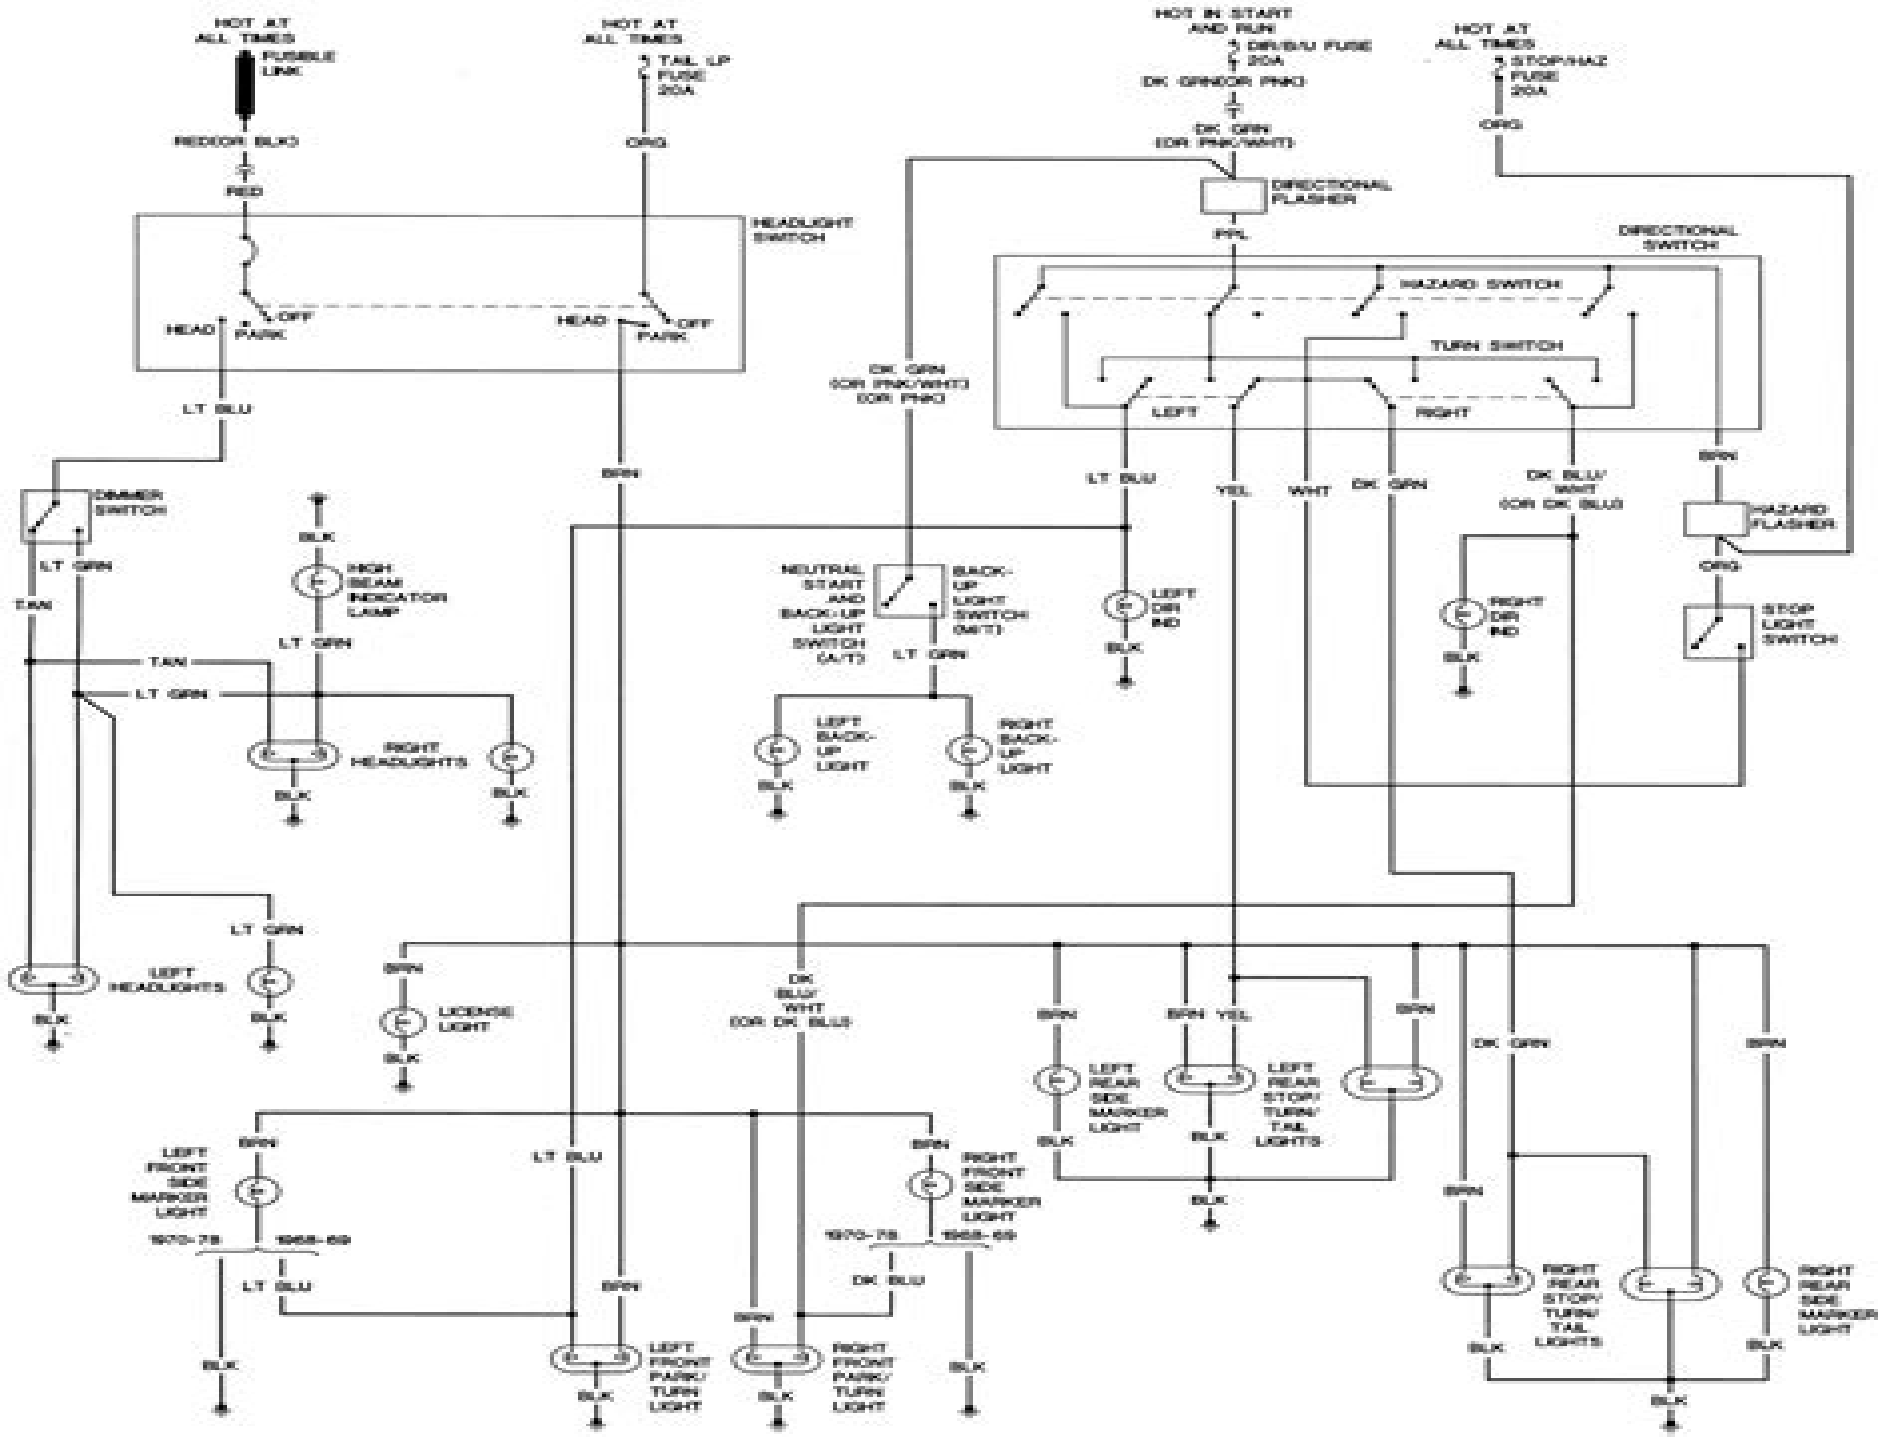 HOT AT
ALL TIMES
FUSIBLE
LINK
RED(OR BLK)
RED
HOT AT
ALL TIMES
TAIL LP
FUSE
20A
ORG
HOT IN START
AND RUN
DIR/B/U FUSE
20A
DK GRN(OR PNK)
DK GRN
(OR PNK/WHT)
HOT AT
ALL TIMES
STOP/HAZ
FUSE
20A
ORG
DIRECTIONAL
FLASHER
PPL
HEADLIGHT
SWITCH
DIRECTIONAL
SWITCH
HEAD
OFF
PARK
HEAD
OFF
PARK
HAZARD SWITCH
TURN SWITCH
LEFT
RIGHT
DK GRN
(OR PNK/WHT)
(OR PNK)
LT BLU
BRN
LT BLU
YEL
WHT
DK GRN
DK BLU/
WHT
(OR DK BLU)
BRN
DIMMER
SWITCH
HAZARD
FLASHER
ORG
BLK
LT GRN
TAN
HIGH
BEAM
INDICATOR
LAMP
LT GRN
NEUTRAL
START
AND
BACK-UP
LIGHT
SWITCH
(A/T)
BACK-
UP
LIGHT
SWITCH
(M/T)
LT GRN
LEFT
DIR
IND
BLK
RIGHT
DIR
IND
BLK
STOP
LIGHT
SWITCH
TAN
LT GRN
RIGHT
HEADLIGHTS
BLK
BLK
LEFT
BACK-
UP
LIGHT
BLK
RIGHT
BACK-
UP
LIGHT
BLK
LT GRN
LEFT
HEADLIGHTS
BLK
BLK
BRN
LICENSE
LIGHT
BLK
DK
BLU/
WHT
(OR DK BLU)
BRN
BRN
YEL
BRN
DK GRN
BRN
LEFT
REAR
SIDE
MARKER
LIGHT
BLK
LEFT
REAR
STOP/
TURN/
TAIL
LIGHTS
BLK
BLK
BRN
LEFT
FRONT
SIDE
MARKER
LIGHT
1970-78
1968-69
LT BLU
BLK
LT BLU
BRN
BRN
RIGHT
FRONT
SIDE
MARKER
LIGHT
1970-78
1968-69
DK BLU
BLK
BRN
LEFT
FRONT
PARK/
TURN
LIGHT
BLK
RIGHT
FRONT
PARK/
TURN
LIGHT
BLK
BRN
RIGHT
REAR
STOP/
TURN/
TAIL
LIGHTS
BLK
RIGHT
REAR
SIDE
MARKER
LIGHT
BLK
BLK